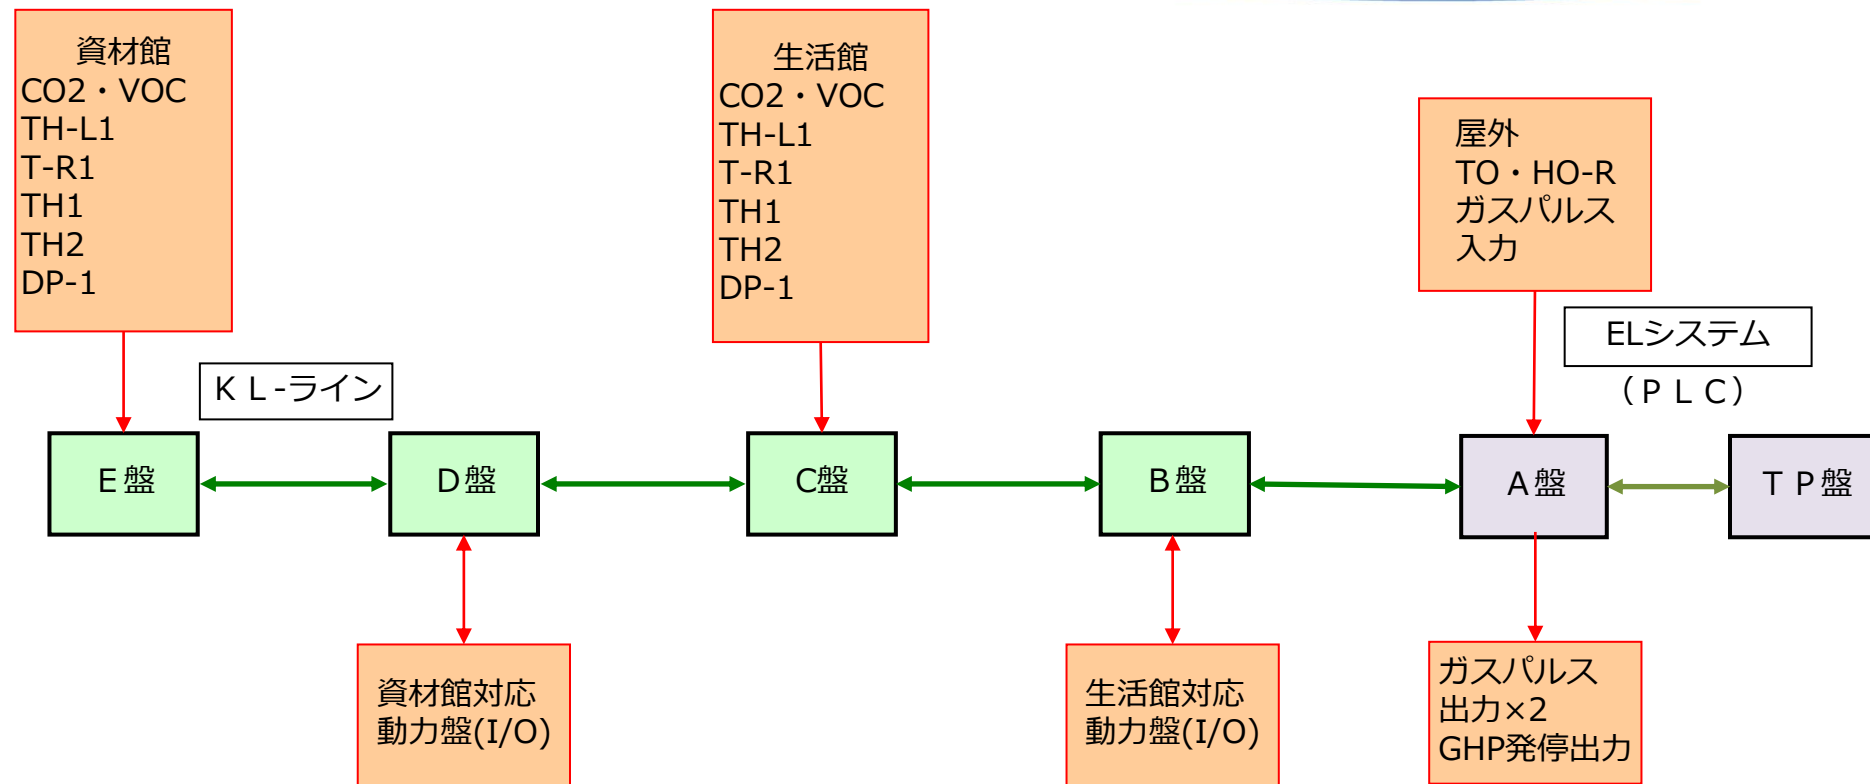 資材館
CO2・VOC
TH-L1
T-R1
TH1
TH2
DP-1
生活館
CO2・VOC
TH-L1
T-R1
TH1
TH2
DP-1
屋外
TO・HO-R
ガスパルス
入力
ELシステム
（ＰＬＣ）
ＫＬ-ライン
Ｅ盤
Ｄ盤
C盤
Ｂ盤
Ａ盤
ＴＰ盤
資材館対応
動力盤(I/O)
生活館対応
動力盤(I/O)
ガスパルス
出力×2
GHP発停出力